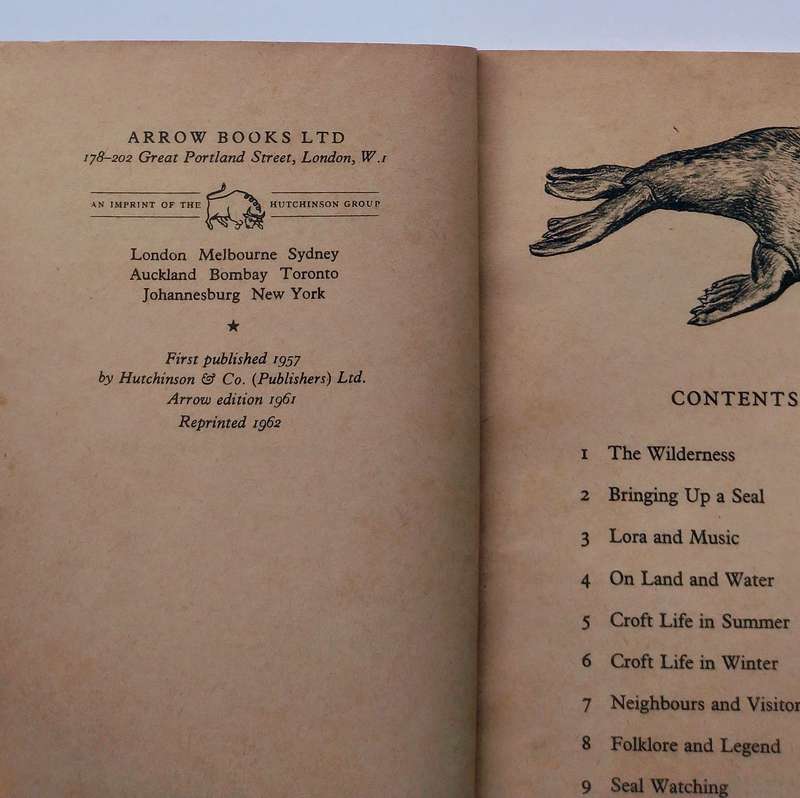 ARROW BOOKS LTD
178–202 Great Portland Street, London, W.1
AN IMPRINT OF THE HUTCHINSON GROUP
London Melbourne Sydney
Auckland Bombay Toronto
Johannesburg New York
★
First published 1957
by Hutchinson & Co. (Publishers) Ltd.
Arrow edition 1961
Reprinted 1962
CONTENTS
1 The Wilderness
2 Bringing Up a Seal
3 Lora and Music
4 On Land and Water
5 Croft Life in Summer
6 Croft Life in Winter
7 Neighbours and Visitor
8 Folklore and Legend
9 Seal Watching